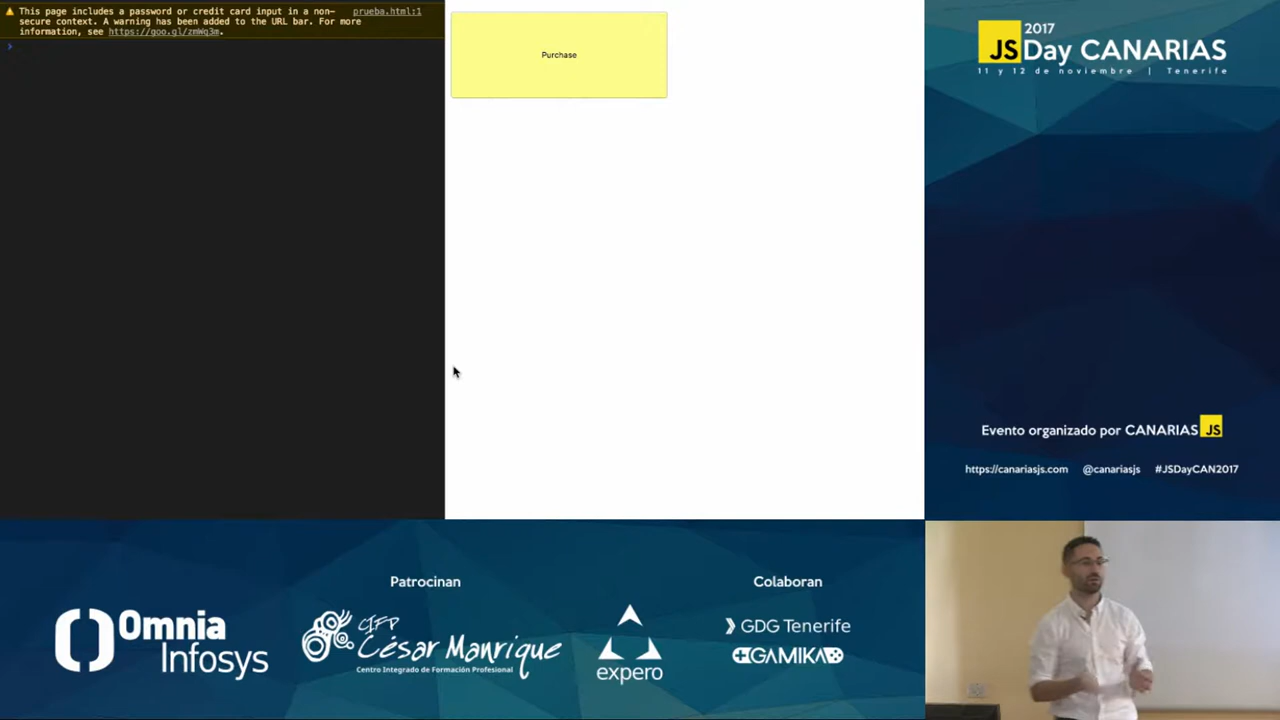 This page includes a password or credit card input in a non- prueba.html:1
secure context. A warning has been added to the URL bar. For more
information, see https://goo.gl/zmWq3m.
Purchase
2017
JSDay CANARIAS
11 y 12 de noviembre | Tenerife
Evento organizado por CANARIAS JS
https://canariasjs.com @canariasjs #JSDayCAN2017
Patrocinan
Colaboran
Omnia
Infosys
CIFP
César Manrique
Centro Integrado de Formación Profesional
expero
GDG Tenerife
GAMIKA